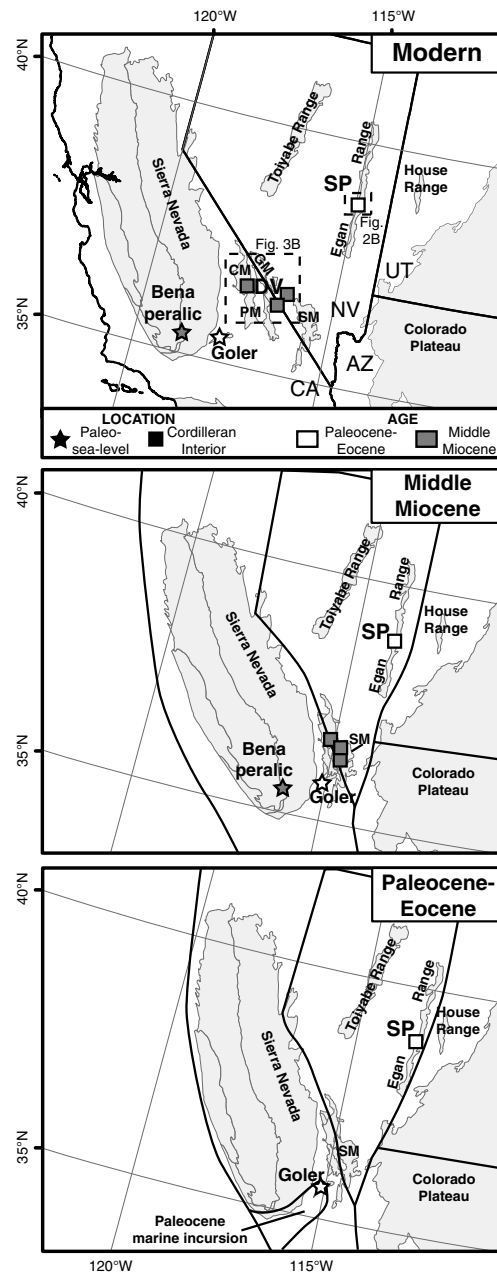 120°W
115°W
40°N
Modern
Toiyabe Range
Range
Sierra Nevada
SP
House
Range
Egan
Fig.
2B
Fig. 3B
UT
GM
CM
DV
NV
Bena
peralic
PM
SM
Goler
Colorado
Plateau
AZ
CA
35°N
LOCATION
AGE
Paleo-
sea-level
Cordilleran
Interior
Paleocene-
Eocene
Middle
Miocene
40°N
Middle
Miocene
Toiyabe Range
Range
House
Range
Sierra Nevada
SP
Egan
SM
Bena
peralic
Goler
Colorado
Plateau
35°N
40°N
Paleocene-
Eocene
Toiyabe Range
Range
House
Range
SP
Sierra Nevada
Egan
SM
Goler
Colorado
Plateau
35°N
Paleocene
marine incursion
120°W
115°W